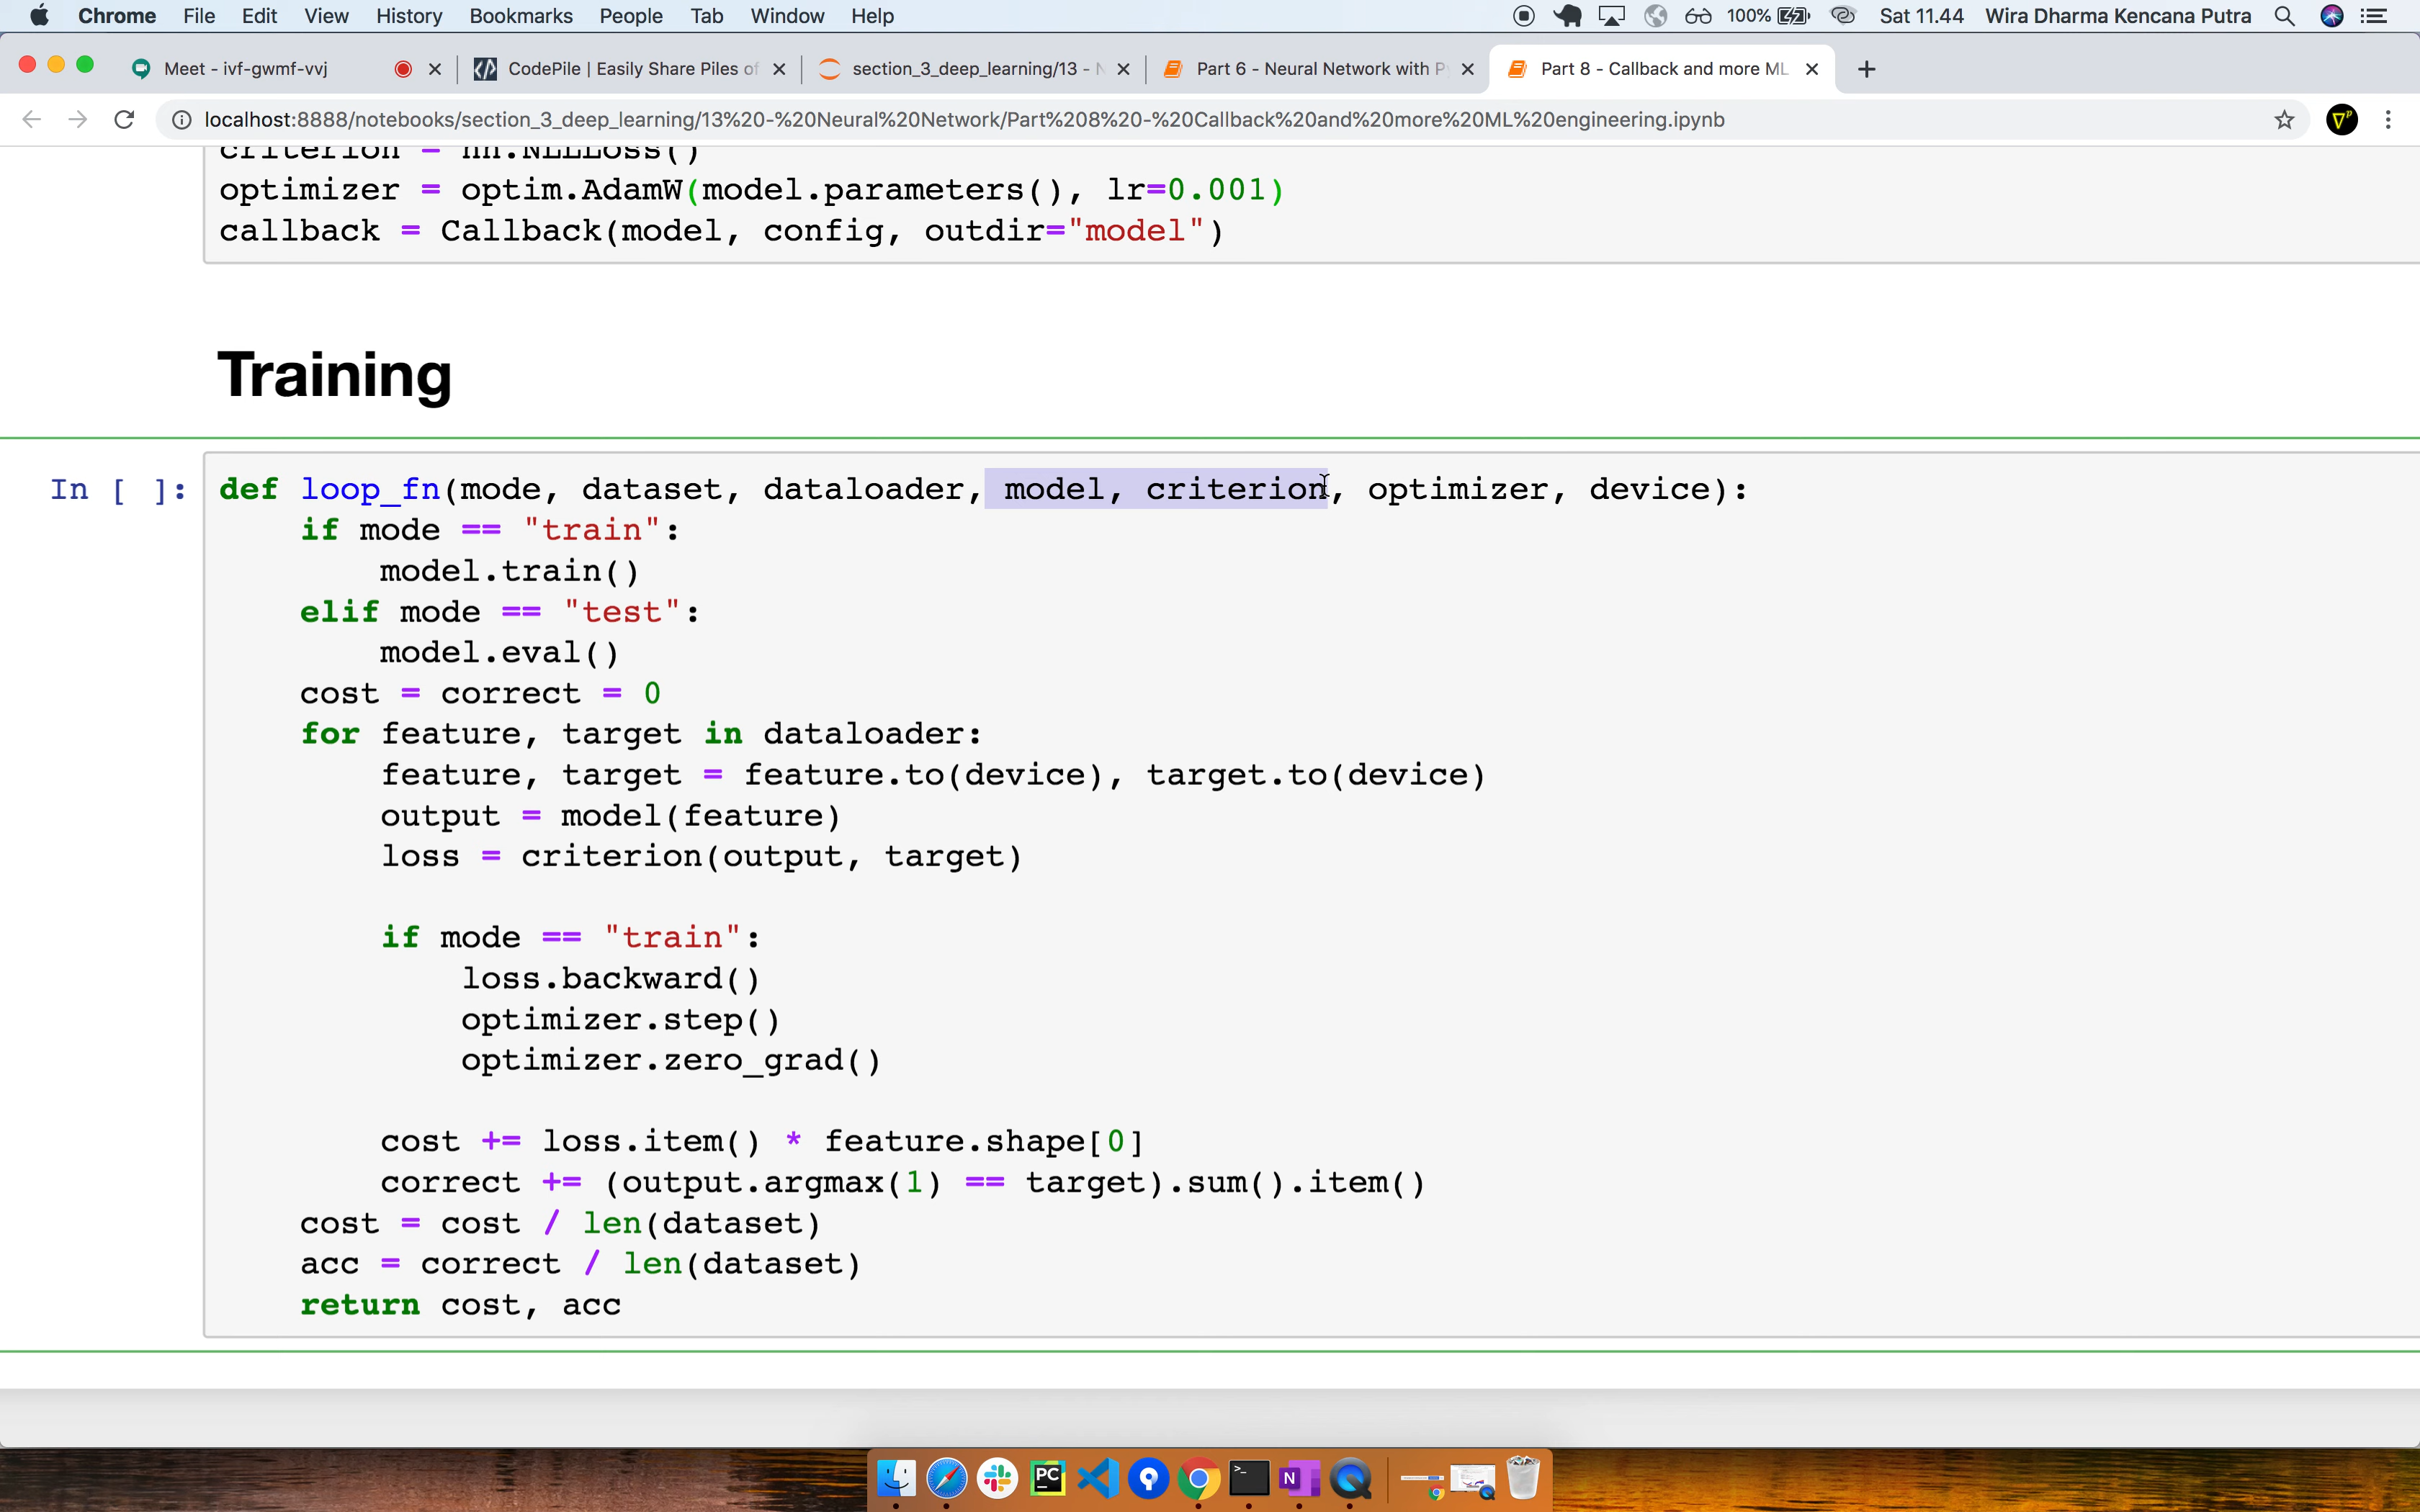 Chrome File Edit View History Bookmarks People Tab Window Help 100% Sat 11.44 Wira Dharma Kencana Putra
Meet - ivf-gwmf-vvj CodePile | Easily Share Piles of section_3_deep_learning/13 - N Part 6 - Neural Network with Py Part 8 - Callback and more ML
localhost:8888/notebooks/section_3_deep_learning/13%20-%20Neural%20Network/Part%208%20-%20Callback%20and%20more%20ML%20engineering.ipynb
criterion = nn.NLLLoss()
optimizer = optim.AdamW(model.parameters(), lr=0.001)
callback = Callback(model, config, outdir="model")
Training
In [ ]: def loop_fn(mode, dataset, dataloader, model, criterion, optimizer, device):
if mode == "train":
model.train()
elif mode == "test":
model.eval()
cost = correct = 0
for feature, target in dataloader:
feature, target = feature.to(device), target.to(device)
output = model(feature)
loss = criterion(output, target)
if mode == "train":
loss.backward()
optimizer.step()
optimizer.zero_grad()
cost += loss.item() * feature.shape[0]
correct += (output.argmax(1) == target).sum().item()
cost = cost / len(dataset)
acc = correct / len(dataset)
return cost, acc